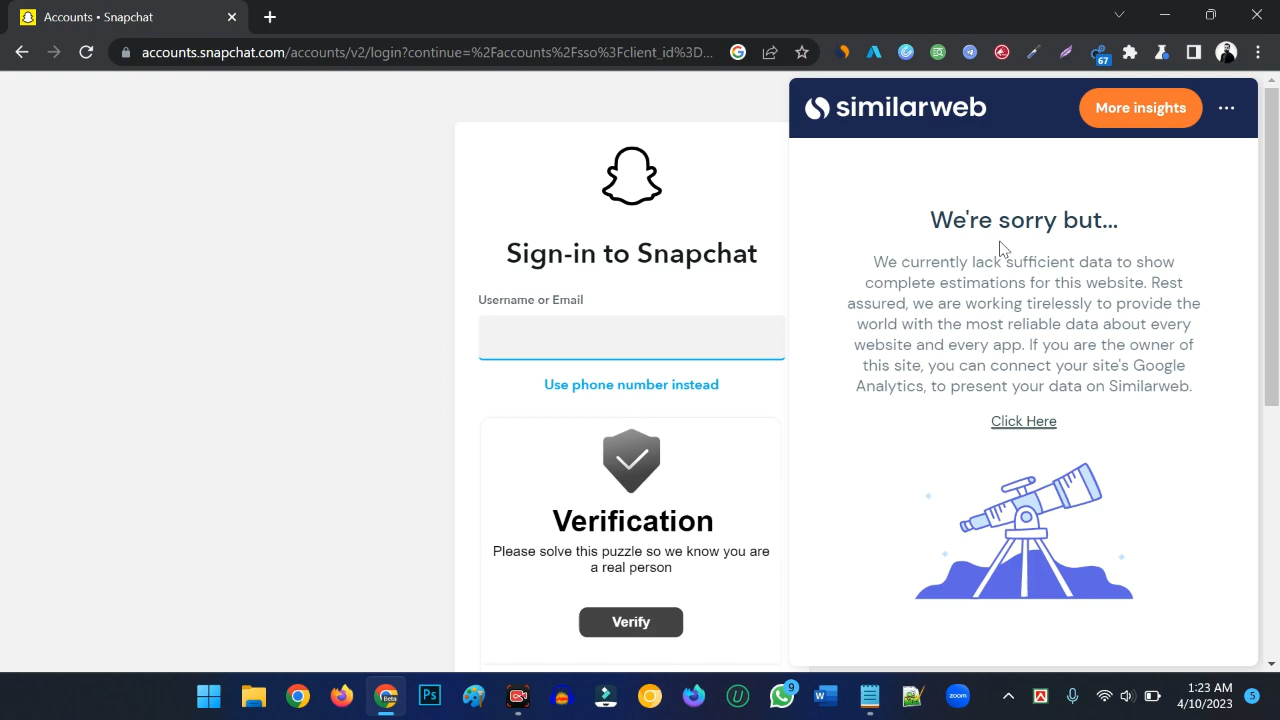 Accounts • Snapchat
accounts.snapchat.com/accounts/v2/login?continue=%2Faccounts%2Fsso%3Fclient_id%3D...
67
similarweb
More insights
Sign-in to Snapchat
Username or Email
Use phone number instead
Verification
Please solve this puzzle so we know you are
a real person
Verify
We're sorry but...
We currently lack sufficient data to show
complete estimations for this website. Rest
assured, we are working tirelessly to provide the
world with the most reliable data about every
website and every app. If you are the owner of
this site, you can connect your site's Google
Analytics, to present your data on Similarweb.
Click Here
Ps
9
W
zoom
1:23 AM
4/10/2023
5